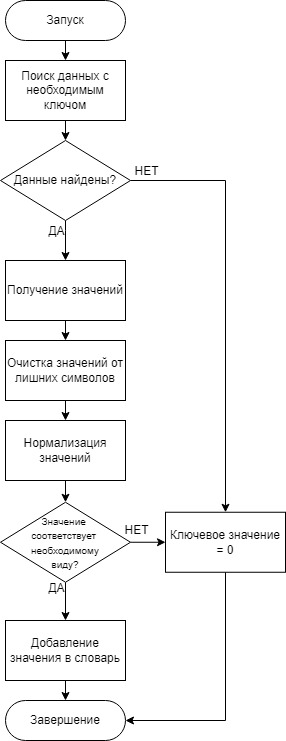 Запуск
Поиск данных с
необходимым
ключом
Данные найдены?
НЕТ
ДА
Получение значений
Очистка значений от
лишних символов
Нормализация
значений
Значение
соответствует
необходимому
виду?
НЕТ
Ключевое значение
= 0
ДА
Добавление
значения в словарь
Завершение